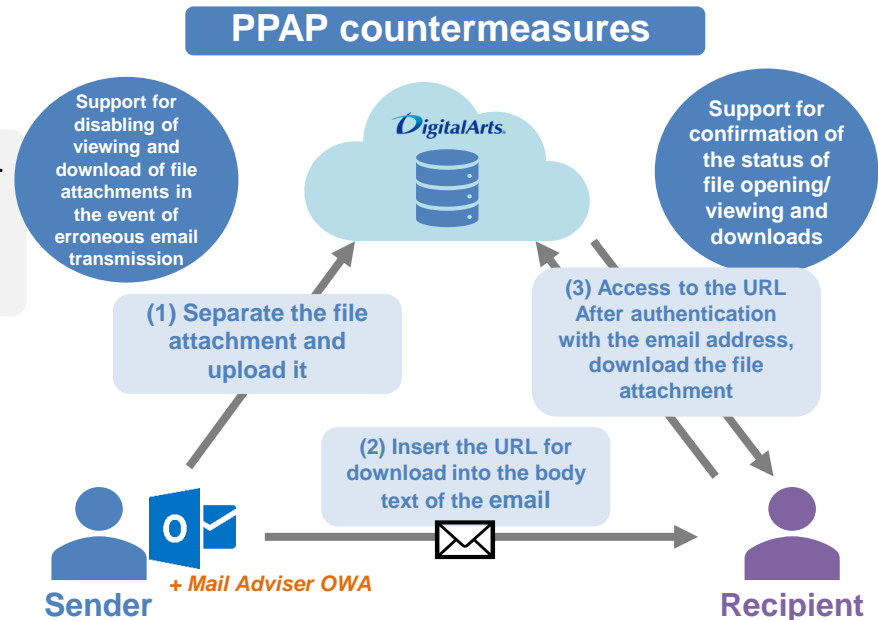 PPAP countermeasures
Support for
disabling of
viewing and
download of file
attachments in
the event of
erroneous email
transmission
DigitalArts.
Support for
confirmation of
the status of
file opening/
viewing and
downloads
(1) Separate the file
attachment and
upload it
(3) Access to the URL
After authentication
with the email address,
download the file
attachment
(2) Insert the URL for
download into the body
text of the email
O
+ Mail Adviser OWA
Sender
Recipient